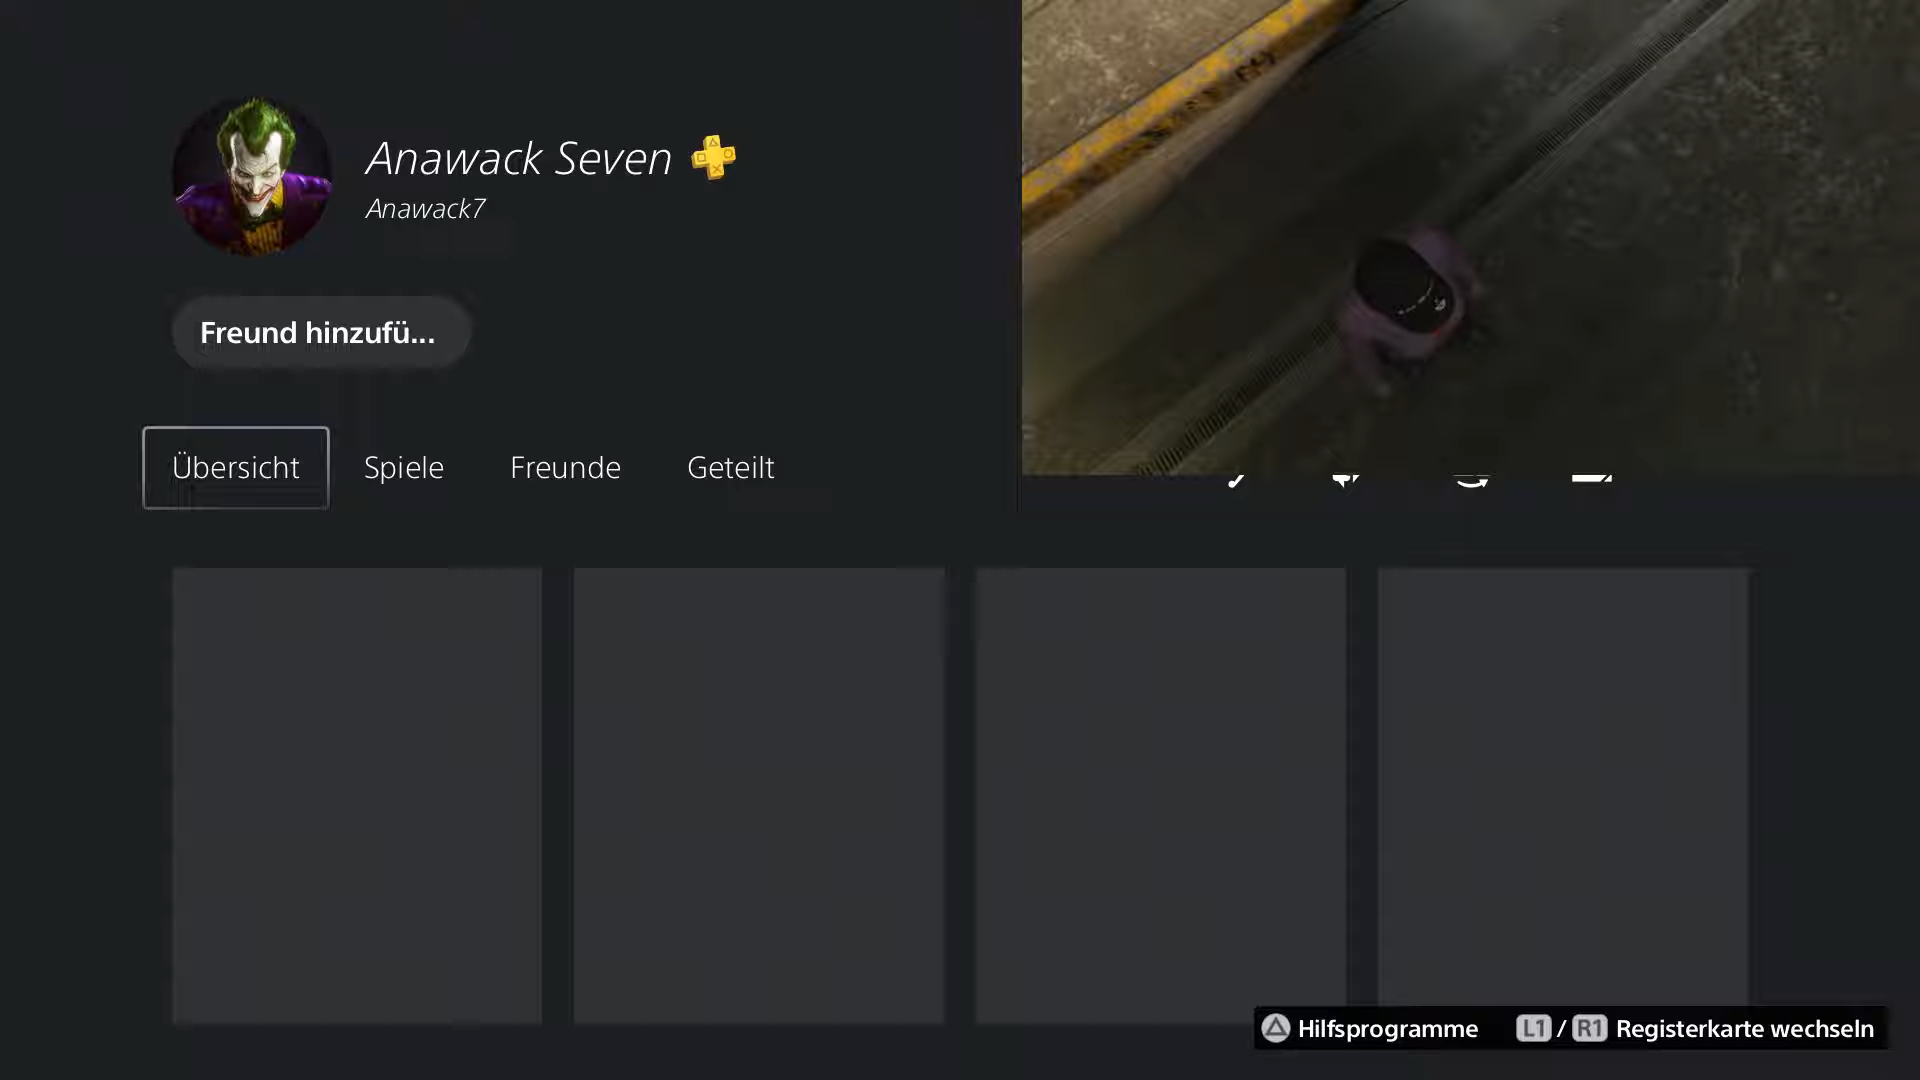 Anawack Seven
Anawack7
Freund hinzufü...
Übersicht
Spiele
Freunde
Geteilt
Hilfsprogramme
L1 / R1 Registerkarte wechseln